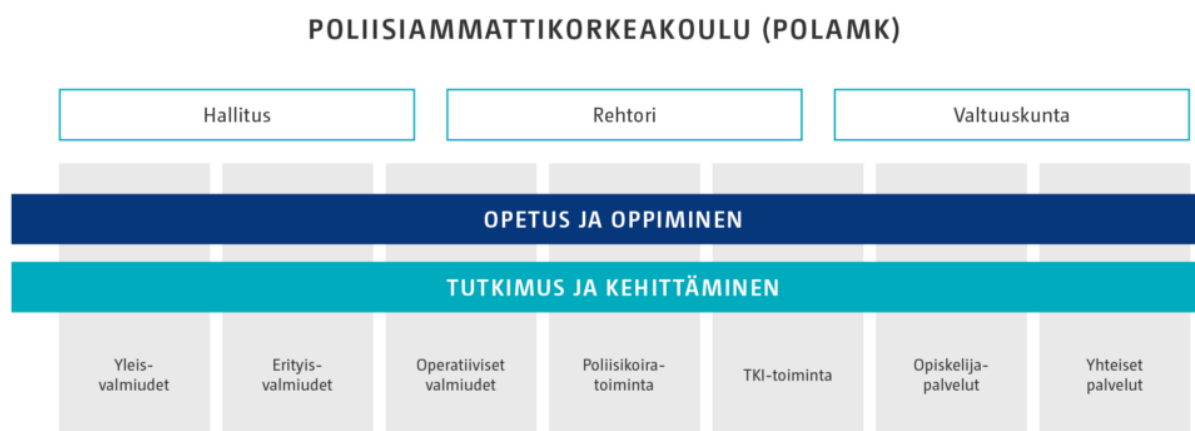 POLIISIAMMATTIKORKEAKOULU (POLAMK)
Hallitus
Rehtori
Valtuuskunta
OPETUS JA OPPIMINEN
TUTKIMUS JA KEHITTÄMINEN
Yleis-
valmiudet
Erityis-
valmiudet
Operatiiviset
valmiudet
Poliisikoira-
toiminta
TKI-toiminta
Opiskelija-
palvelut
Yhteiset
palvelut